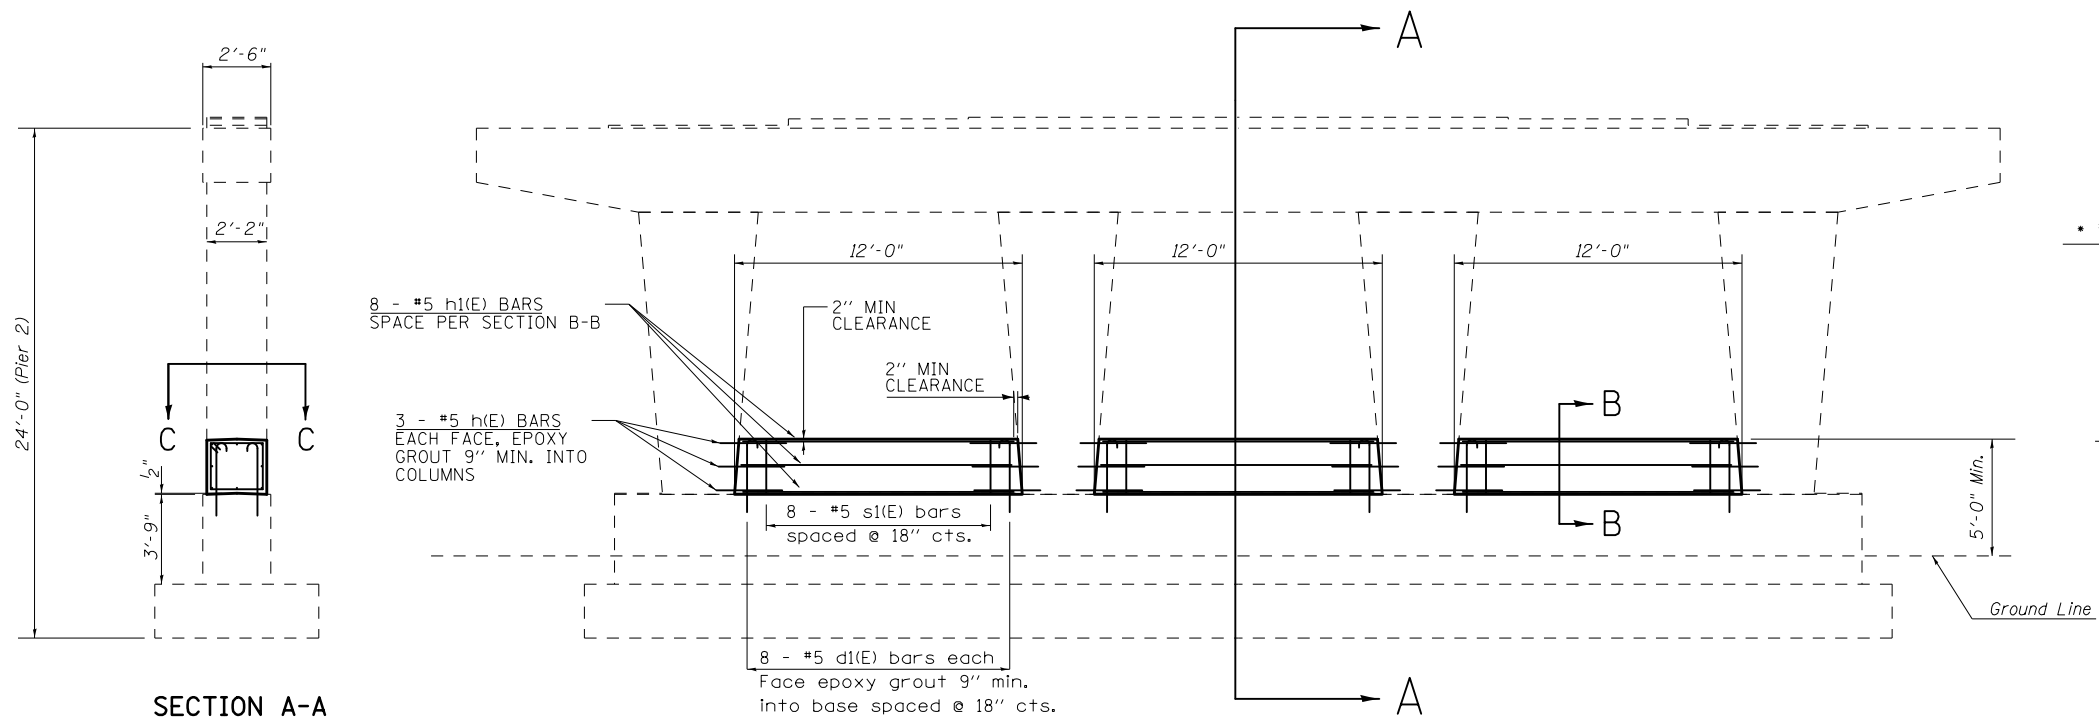 2'-6"
2'-2"
24'-0" (Pier 2)
C
C
½"
3'-9"
SECTION A-A
A
12'-0"
12'-0"
12'-0"
*
8 - #5 h1(E) BARS
SPACE PER SECTION B-B
2'' MIN
CLEARANCE
2'' MIN
CLEARANCE
3 - #5 h(E) BARS
EACH FACE, EPOXY
GROUT 9'' MIN. INTO
COLUMNS
B
B
8 - #5 s1(E) bars
spaced @ 18'' cts.
5'-0" Min.
Ground Line
8 - #5 d1(E) bars each
Face epoxy grout 9'' min.
into base spaced @ 18'' cts.
A